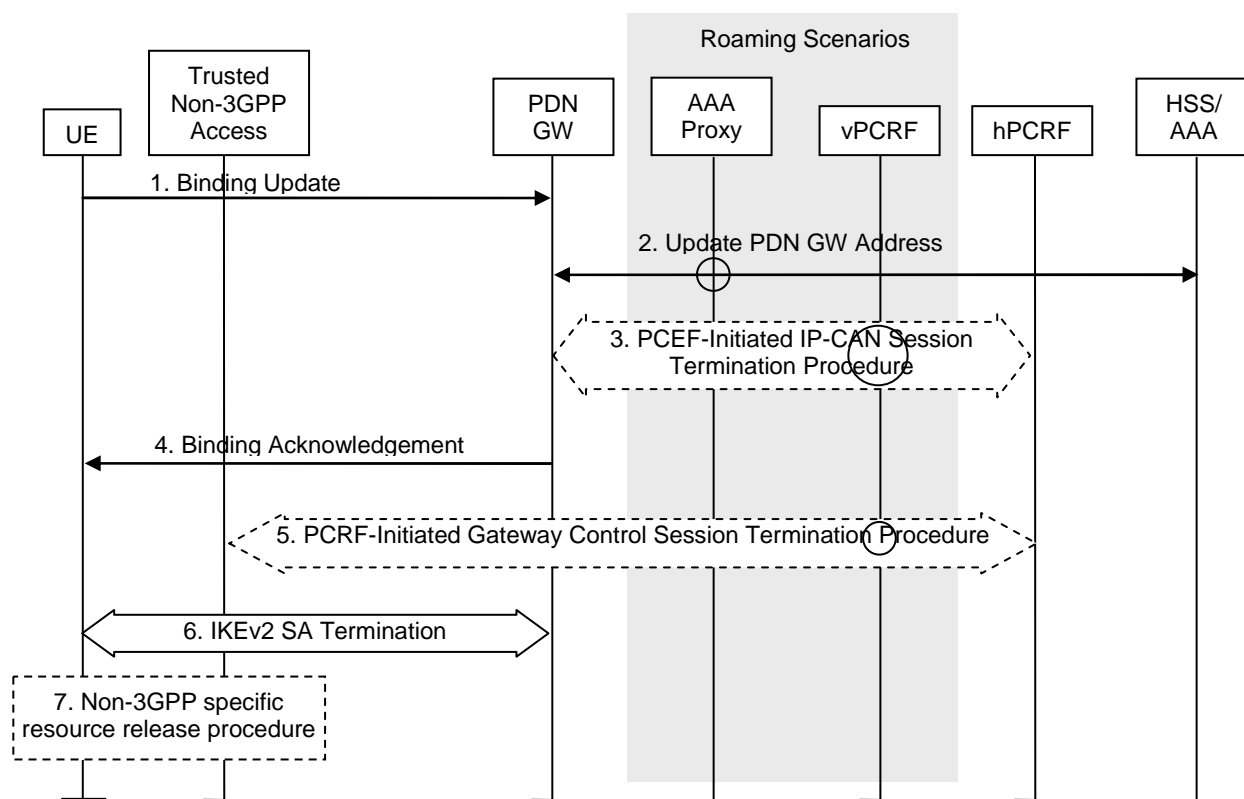 Roaming Scenarios
UE
Trusted
Non-3GPP
Access
PDN
GW
AAA
Proxy
vPCRF
hPCRF
HSS/
AAA
1. Binding Update
2. Update PDN GW Address
3. PCEF-Initiated IP-CAN Session
Termination Procedure
4. Binding Acknowledgement
5. PCRF-Initiated Gateway Control Session Termination Procedure
6. IKEv2 SA Termination
7. Non-3GPP specific
resource release procedure